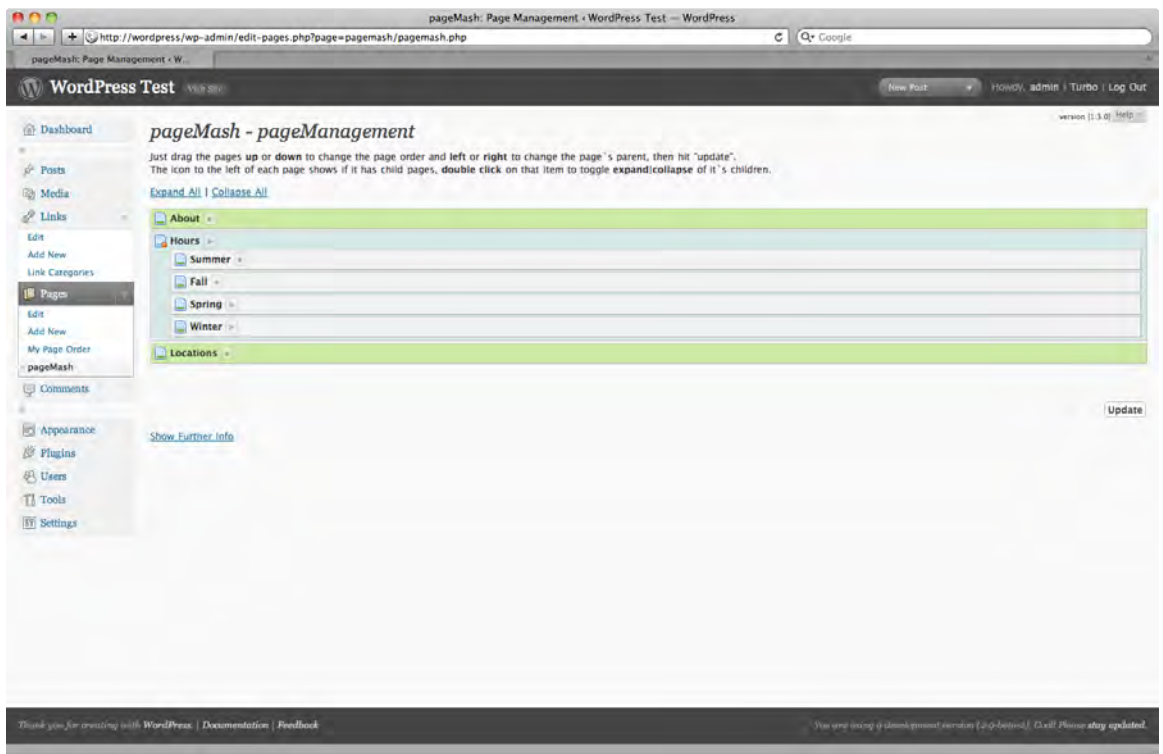 pageMash: Page Management ‹ WordPress Test — WordPress
http://wordpress/wp-admin/edit-pages.php?page=pagemash/pagemash.php
Google
pageMash: Page Management ‹ W...
WordPress Test
New Post
Howdy, admin | Turbo | Log Out
version [1.3.0]
Help
Dashboard
Posts
Media
Links
Edit
Add New
Link Categories
Pages
Edit
Add New
My Page Order
pageMash
Comments
Appearance
Plugins
Users
Tools
Settings
pageMash - pageManagement
Just drag the pages up or down to change the page order and left or right to change the page`s parent, then hit "update".
The icon to the left of each page shows if it has child pages, double click on that item to toggle expand|collapse of it`s children.
Expand All | Collapse All
About
Hours
Summer
Fall
Spring
Winter
Locations
Update
Show Further Info
Thank you for creating with WordPress. | Documentation | Feedback
You are using a development version Please stay updated.